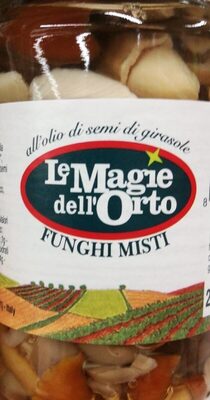 all'olio di semi di girasole
Le Magie
dell'Orto
FUNGHI MISTI